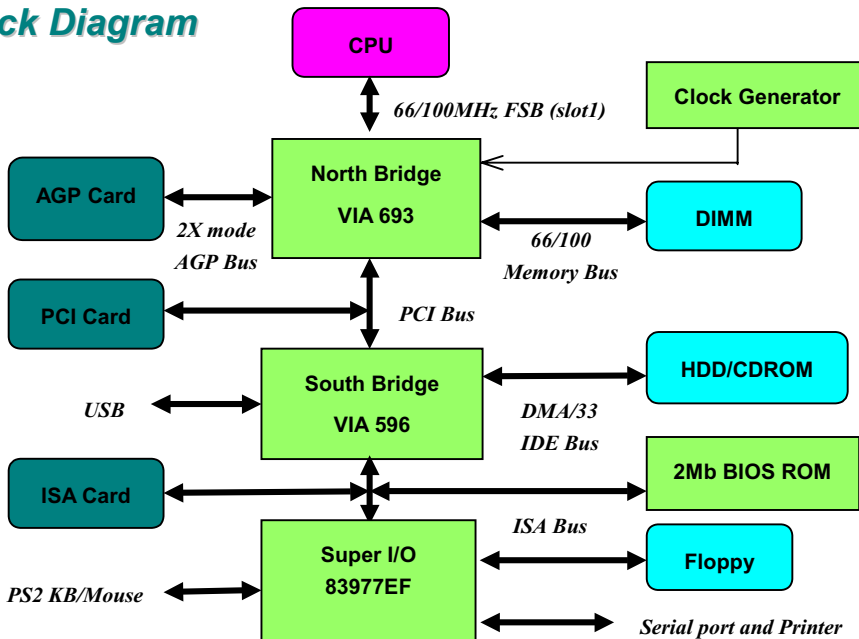 ck Diagram
CPU
66/100MHz FSB (slot1)
Clock Generator
North Bridge
VIA 693
AGP Card
2X mode
AGP Bus
DIMM
66/100
Memory Bus
PCI Card
PCI Bus
South Bridge
VIA 596
HDD/CDROM
USB
DMA/33
IDE Bus
ISA Card
2Mb BIOS ROM
ISA Bus
Super I/O
83977EF
Floppy
PS2 KB/Mouse
Serial port and Printer